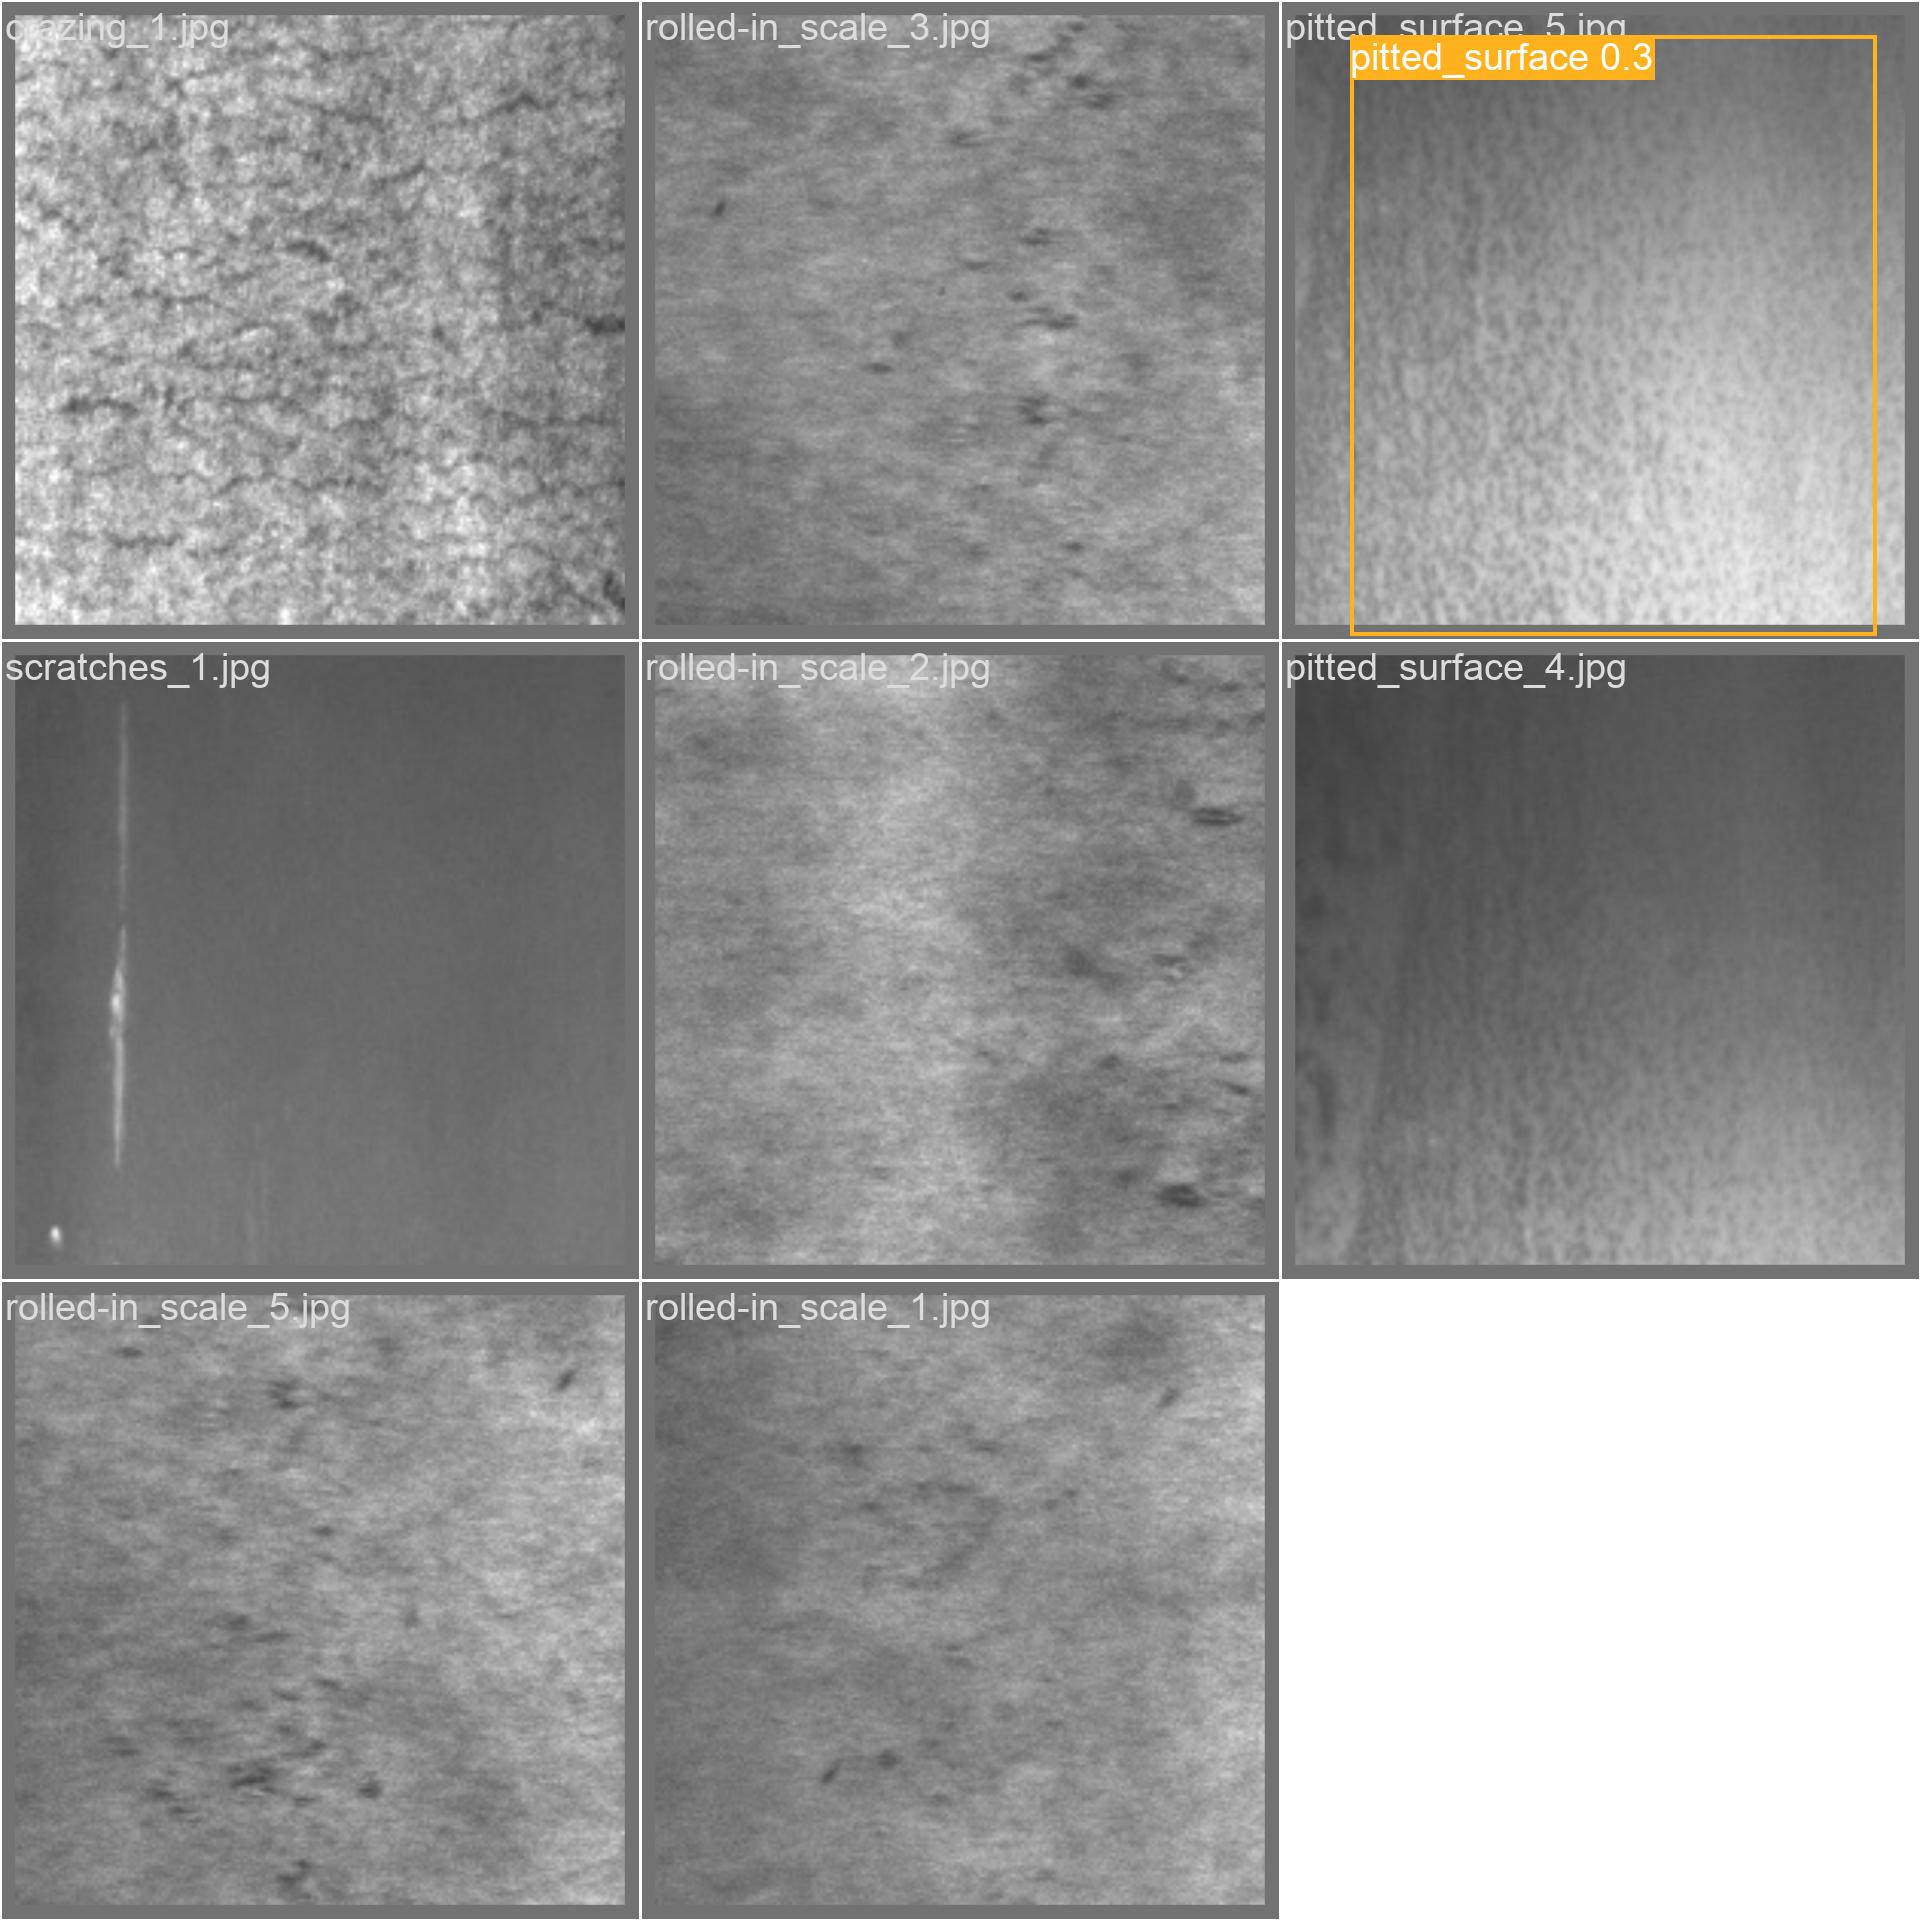 crazing_1.jpg
rolled-in_scale_3.jpg
pitted_surface_5.jpg
pitted_surface 0.3
scratches_1.jpg
rolled-in_scale_2.jpg
pitted_surface_4.jpg
rolled-in_scale_5.jpg
rolled-in_scale_1.jpg